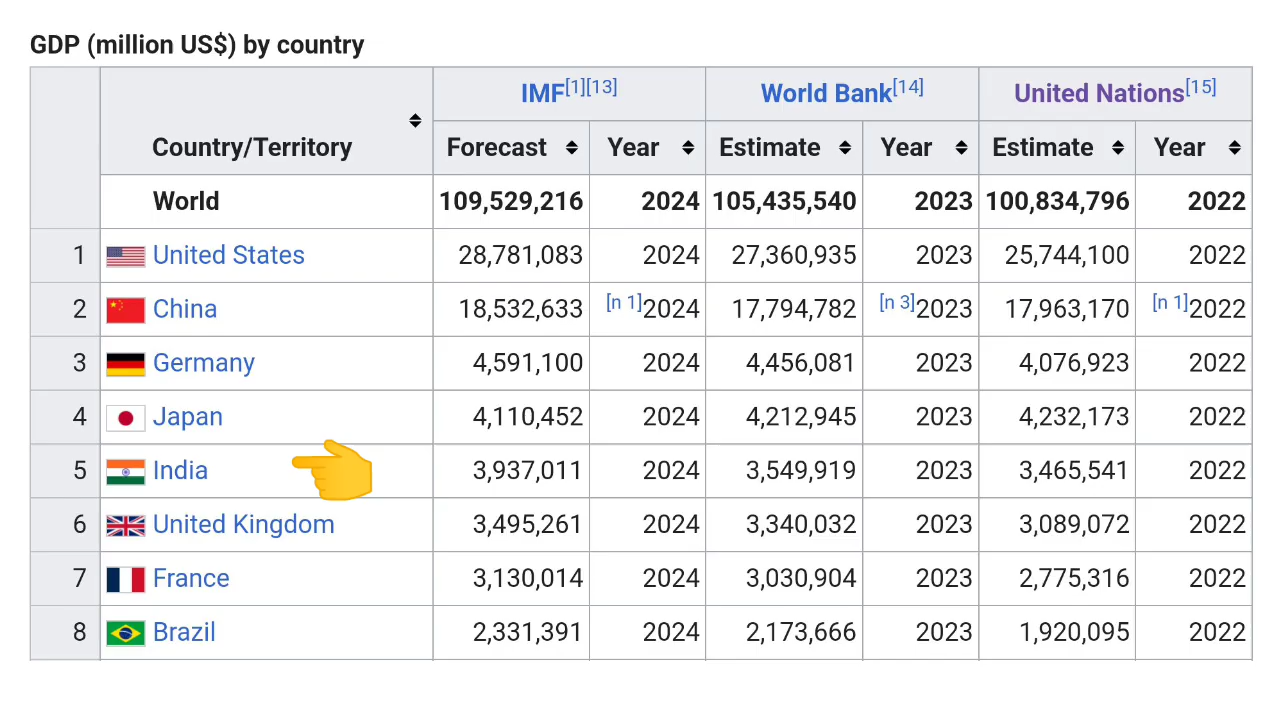 GDP (million US$) by country
Country/Territory IMF[1][13] World Bank[14] United Nations[15]
Forecast Year Estimate Year Estimate Year
World 109,529,216 2024 105,435,540 2023 100,834,796 2022
1 United States 28,781,083 2024 27,360,935 2023 25,744,100 2022
2 China 18,532,633 [n 1]2024 17,794,782 [n 3]2023 17,963,170 [n 1]2022
3 Germany 4,591,100 2024 4,456,081 2023 4,076,923 2022
4 Japan 4,110,452 2024 4,212,945 2023 4,232,173 2022
5 India 3,937,011 2024 3,549,919 2023 3,465,541 2022
6 United Kingdom 3,495,261 2024 3,340,032 2023 3,089,072 2022
7 France 3,130,014 2024 3,030,904 2023 2,775,316 2022
8 Brazil 2,331,391 2024 2,173,666 2023 1,920,095 2022